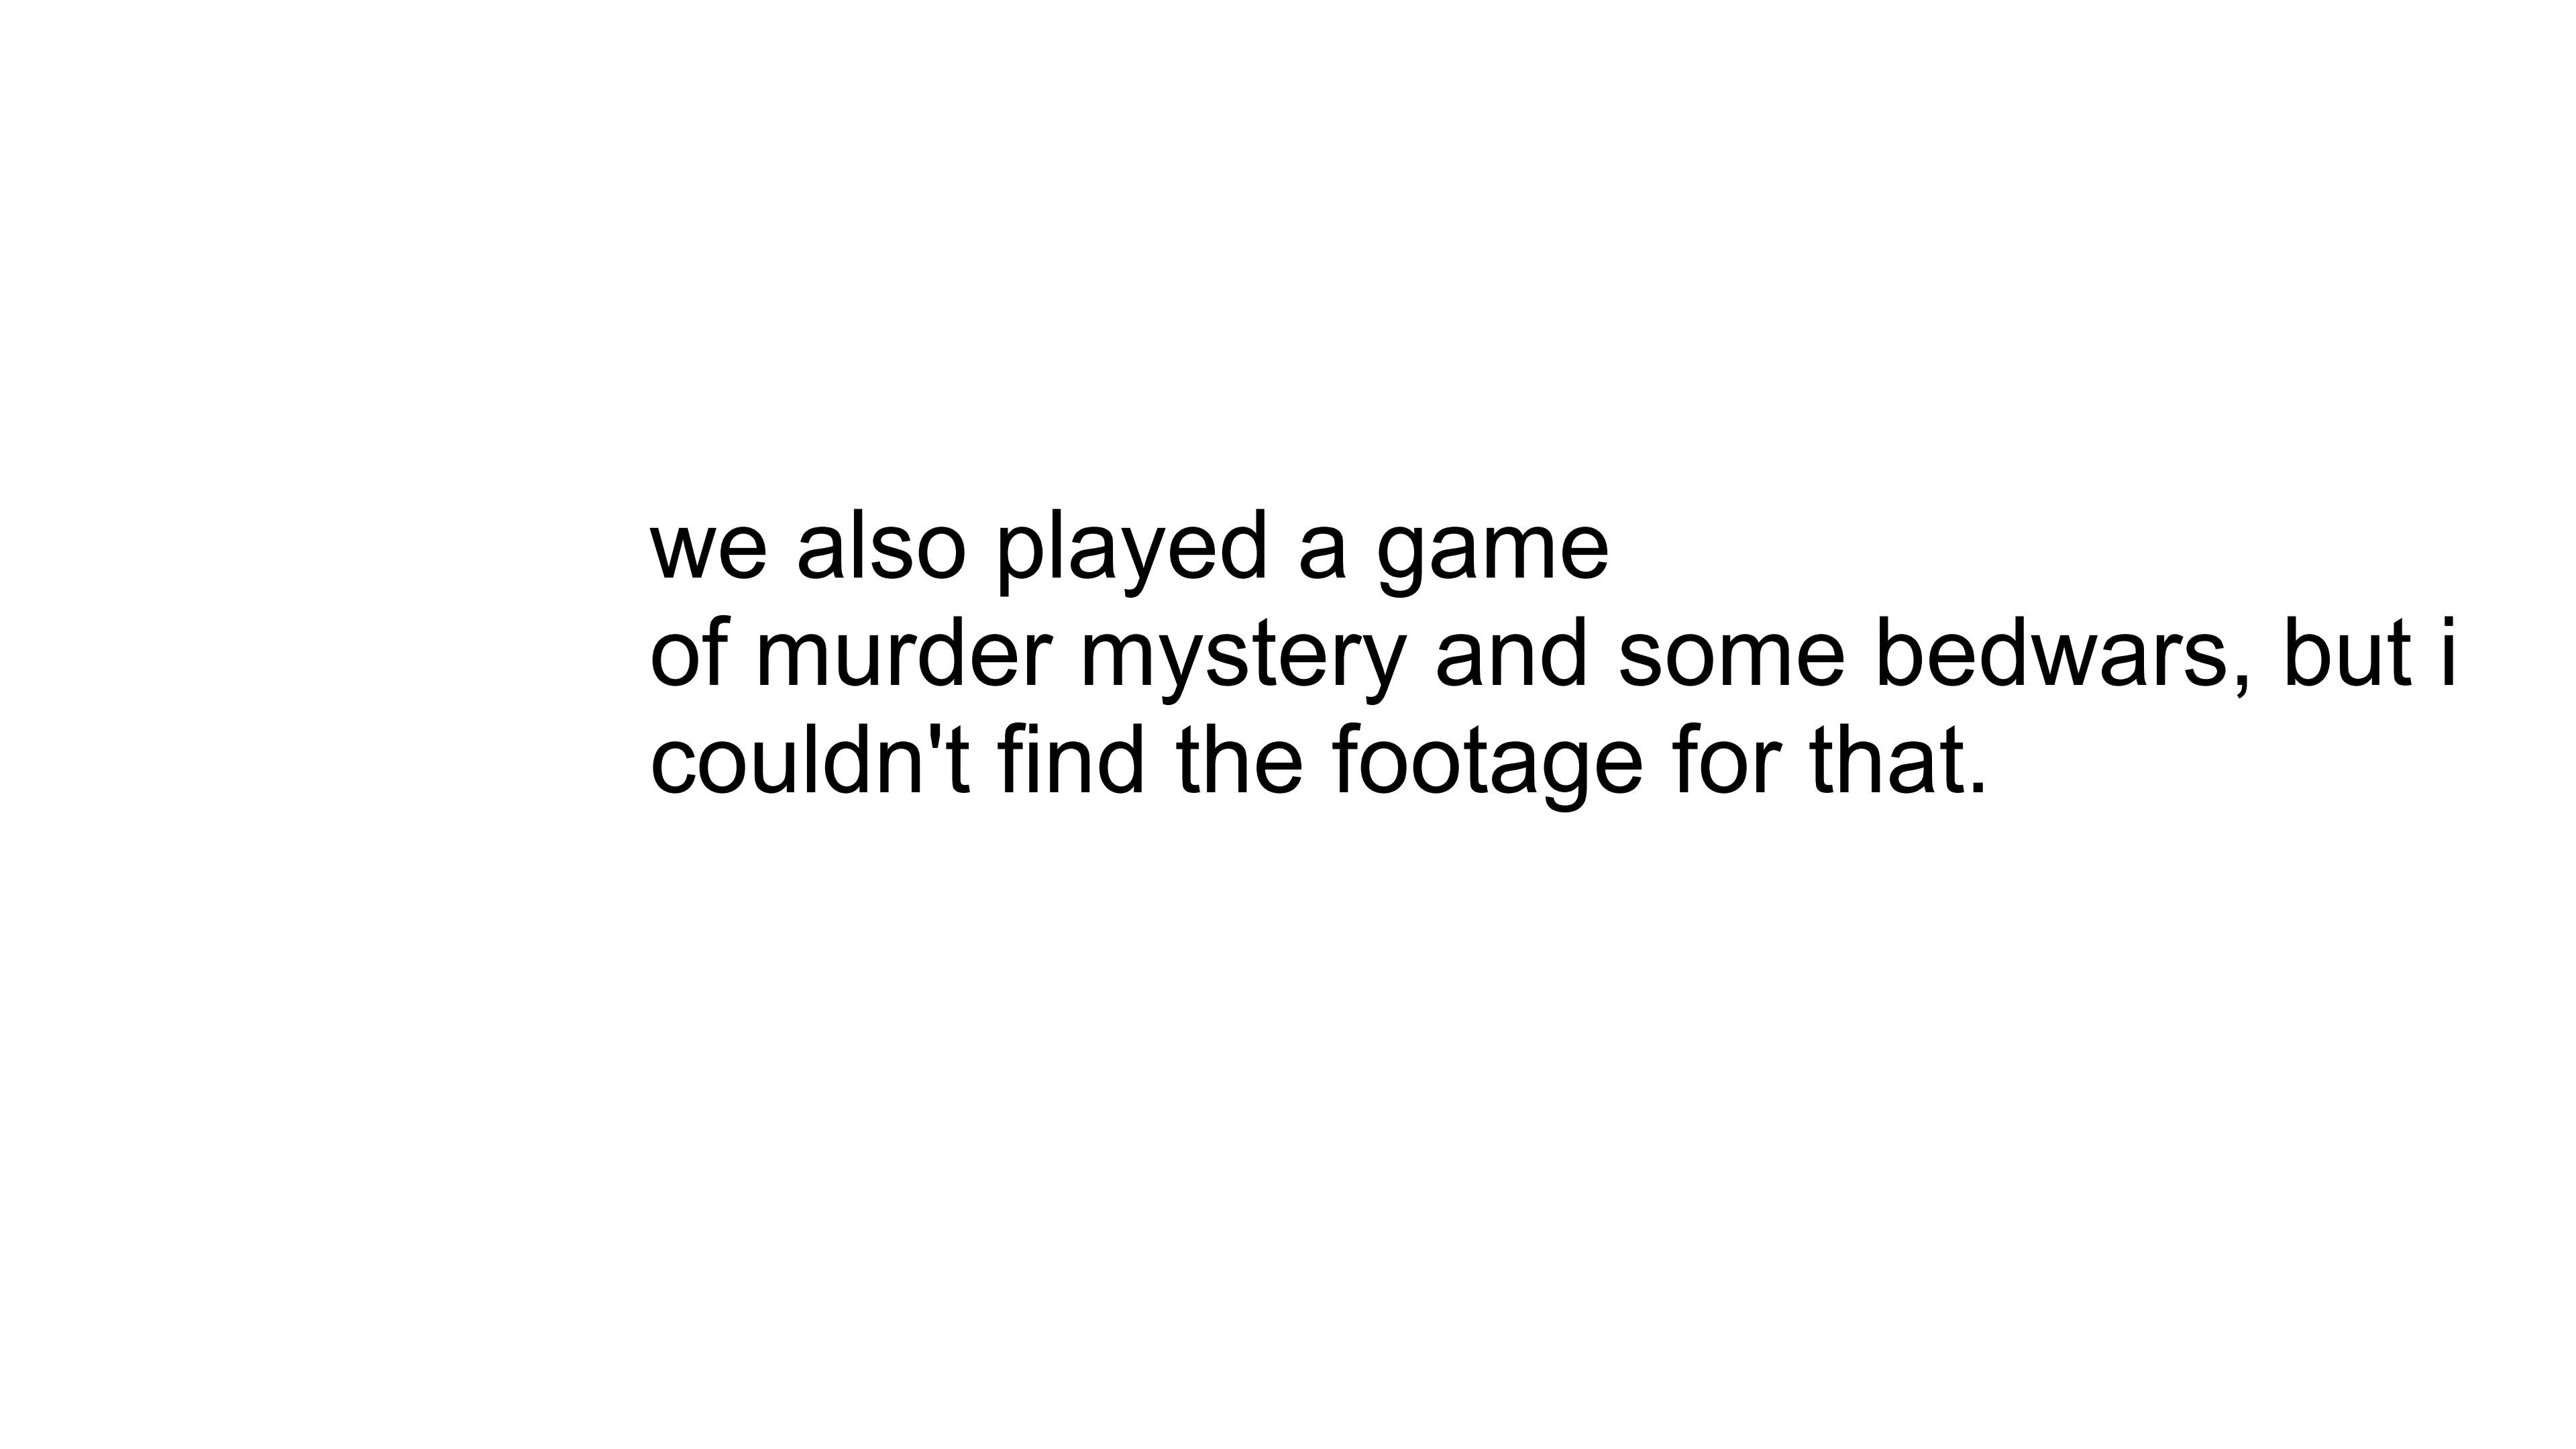 we also played a game
of murder mystery and some bedwars, but i
couldn't find the footage for that.